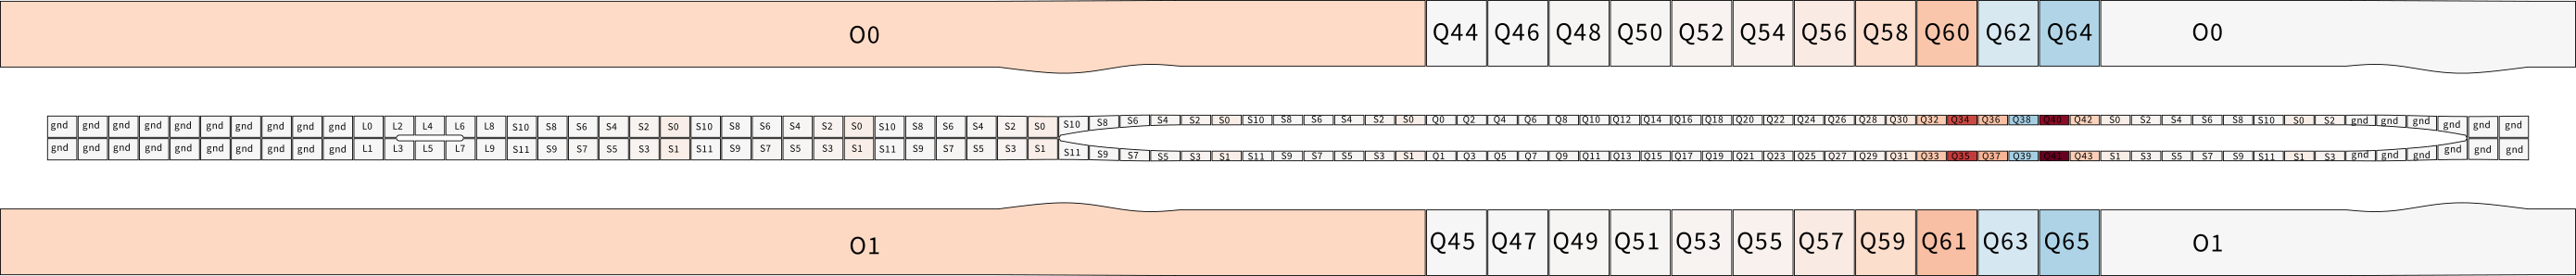 O0 Q44 Q46 Q48 Q50 Q52 Q54 Q56 Q58 Q60 Q62 Q64 O0
gnd gnd gnd gnd gnd gnd gnd gnd gnd gnd L0 L2 L4 L6 L8 S10 S8 S6 S4 S2 S0 S10 S8 S6 S4 S2 S0 S10 S8 S6 S4 S2 S0 S10 S8 S6 S4 S2 S0 S10 S8 S6 S4 S2 S0 Q0 Q2 Q4 Q6 Q8 Q10 Q12 Q14 Q16 Q18 Q20 Q22 Q24 Q26 Q28 Q30 Q32 Q34 Q36 Q38 Q40 Q42 S0 S2 S4 S6 S8 S10 S0 S2 gnd gnd gnd gnd gnd gnd
gnd gnd gnd gnd gnd gnd gnd gnd gnd gnd L1 L3 L5 L7 L9 S11 S9 S7 S5 S3 S1 S11 S9 S7 S5 S3 S1 S11 S9 S7 S5 S3 S1 S11 S9 S7 S5 S3 S1 S11 S9 S7 S5 S3 S1 Q1 Q3 Q5 Q7 Q9 Q11 Q13 Q15 Q17 Q19 Q21 Q23 Q25 Q27 Q29 Q31 Q33 Q35 Q37 Q39 Q41 Q43 S1 S3 S5 S7 S9 S11 S1 S3 gnd gnd gnd gnd gnd gnd
O1 Q45 Q47 Q49 Q51 Q53 Q55 Q57 Q59 Q61 Q63 Q65 O1